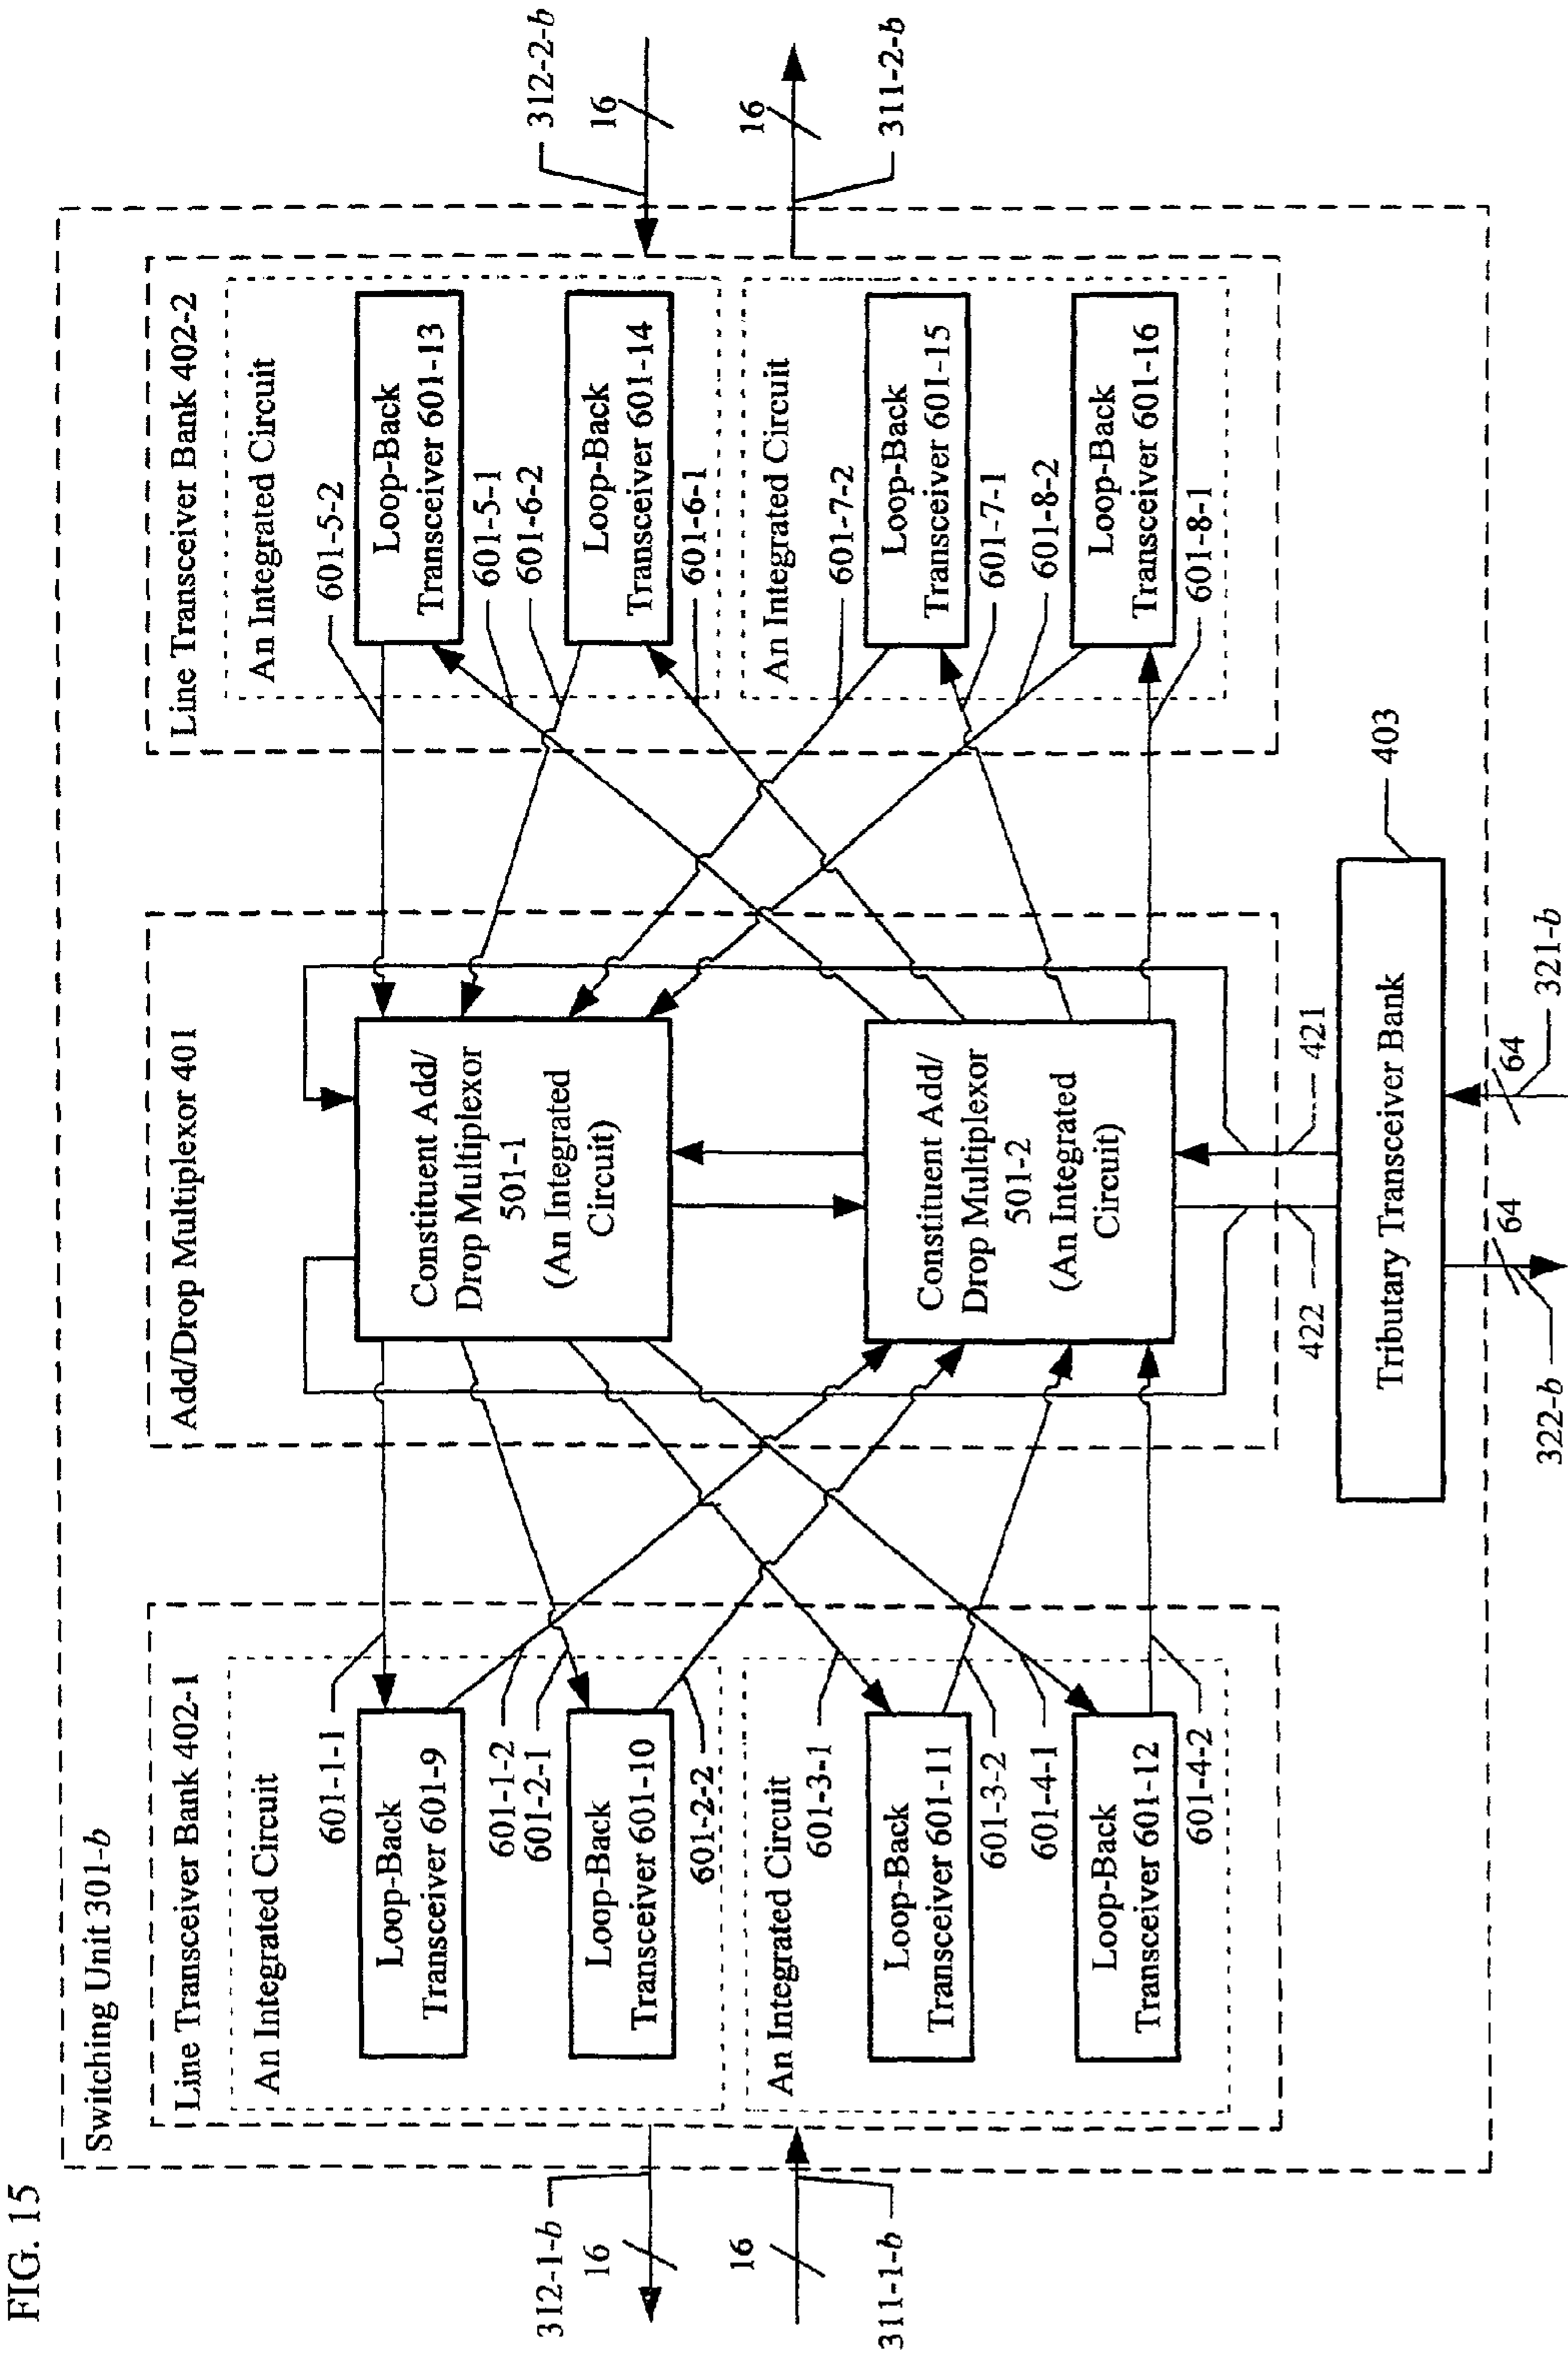 FIG. 15
Switching Unit 301-b
Line Transceiver Bank 402-1
An Integrated Circuit
601-1-1
Loop-Back
Transceiver 601-9
601-1-2
601-2-1
Loop-Back
Transceiver 601-10
601-2-2
An Integrated Circuit
601-3-1
Loop-Back
Transceiver 601-11
601-3-2
601-4-1
Loop-Back
Transceiver 601-12
601-4-2
312-1-b
16
16
311-1-b
Add/Drop Multiplexor 401
Constituent Add/
Drop Multiplexor
501-1
(An Integrated
Circuit)
Constituent Add/
Drop Multiplexor
501-2
(An Integrated
Circuit)
422
421
Tributary Transceiver Bank
403
64
64
322-b
321-b
Line Transceiver Bank 402-2
An Integrated Circuit
601-5-2
Loop-Back
Transceiver 601-13
601-5-1
601-6-2
Loop-Back
Transceiver 601-14
601-6-1
An Integrated Circuit
601-7-2
Loop-Back
Transceiver 601-15
601-7-1
601-8-2
Loop-Back
Transceiver 601-16
601-8-1
312-2-b
16
16
311-2-b